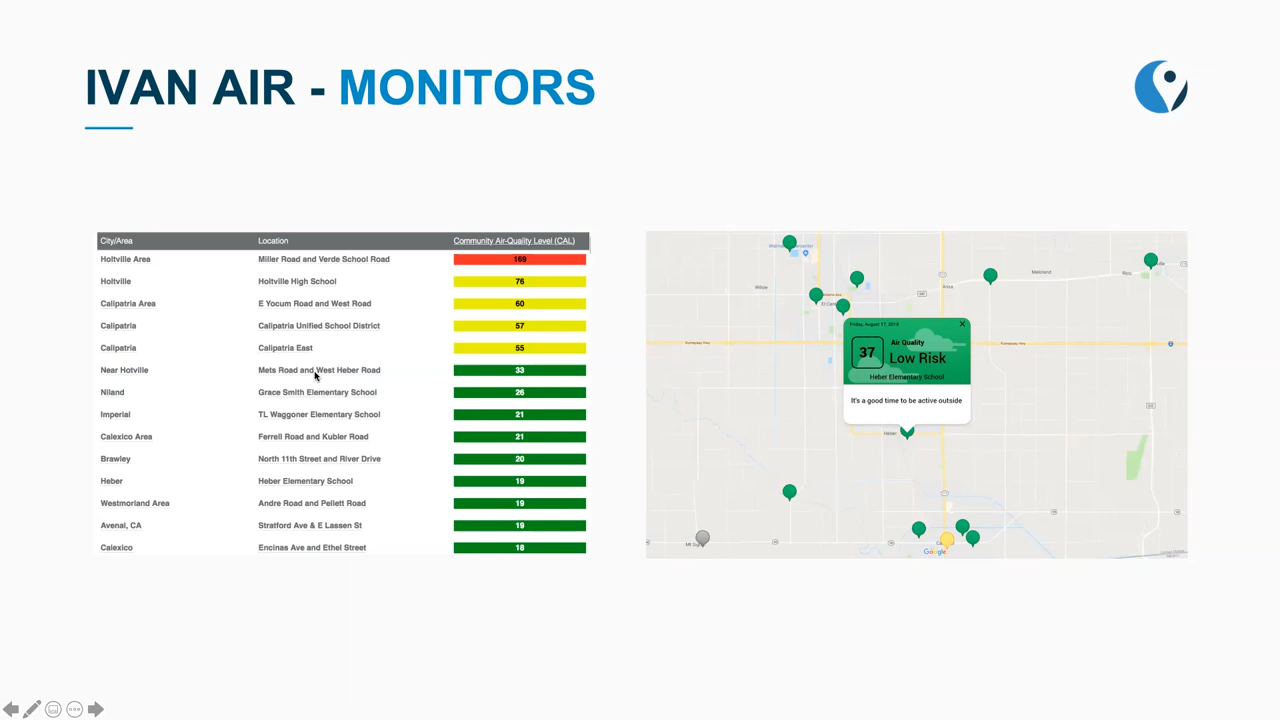 IVAN AIR - MONITORS
City/Area Location Community Air-Quality Level (CAL)
Holtville Area Miller Road and Verde School Road 169
Holtville Holtville High School 76
Calipatria Area E Yocum Road and West Road 60
Calipatria Calipatria Unified School District 57
Calipatria Calipatria East 55
Near Hotville Mets Road and West Heber Road 33
Niland Grace Smith Elementary School 26
Imperial TL Waggoner Elementary School 21
Calexico Area Ferrell Road and Kubler Road 21
Brawley North 11th Street and River Drive 20
Heber Heber Elementary School 19
Westmorland Area Andre Road and Pellett Road 19
Avenal, CA Stratford Ave & E Lassen St 19
Calexico Encinas Ave and Ethel Street 18
Meloland
El Cen
Friday, August 17, 2018
37
Air Quality
Low Risk
Heber Elementary School
It's a good time to be active outside
Heber
Google